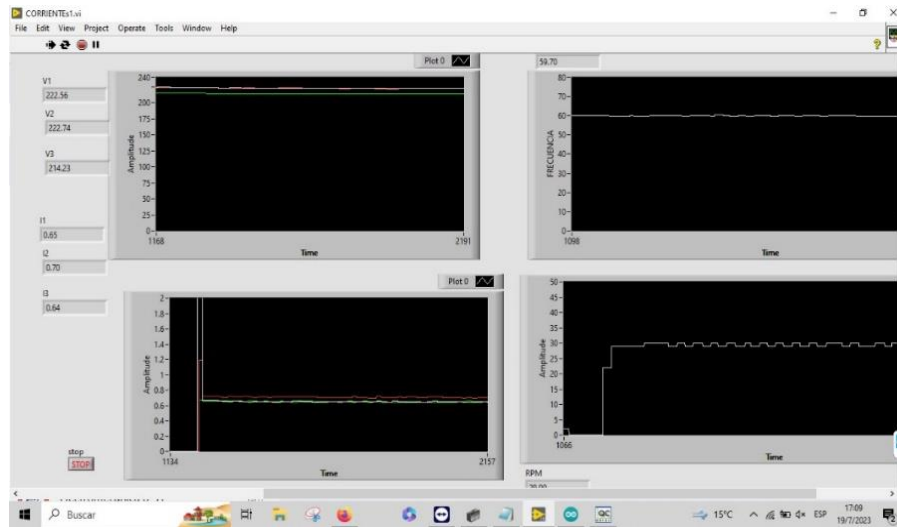 CORRIENTEs1.vi
File Edit View Project Operate Tools Window Help
V1
222.56
V2
222.74
V3
214.23
I1
0.65
I2
0.70
I3
0.64
stop
STOP
Plot 0
240
200
175
150
125
100
75
50
25
0
Amplitude
1168
2191
Time
59.70
80
70
60
50
40
30
20
10
0
FRECUENCIA
1098
Time
Plot 0
2
1.8
1.6
1.4
1.2
1
0.8
0.6
0.4
0.2
0
Amplitude
1134
2157
Time
50
45
40
35
30
25
20
15
10
5
0
Amplitude
1066
Time
RPM
Buscar
QC
15°C
ESP
17:09
19/7/2023